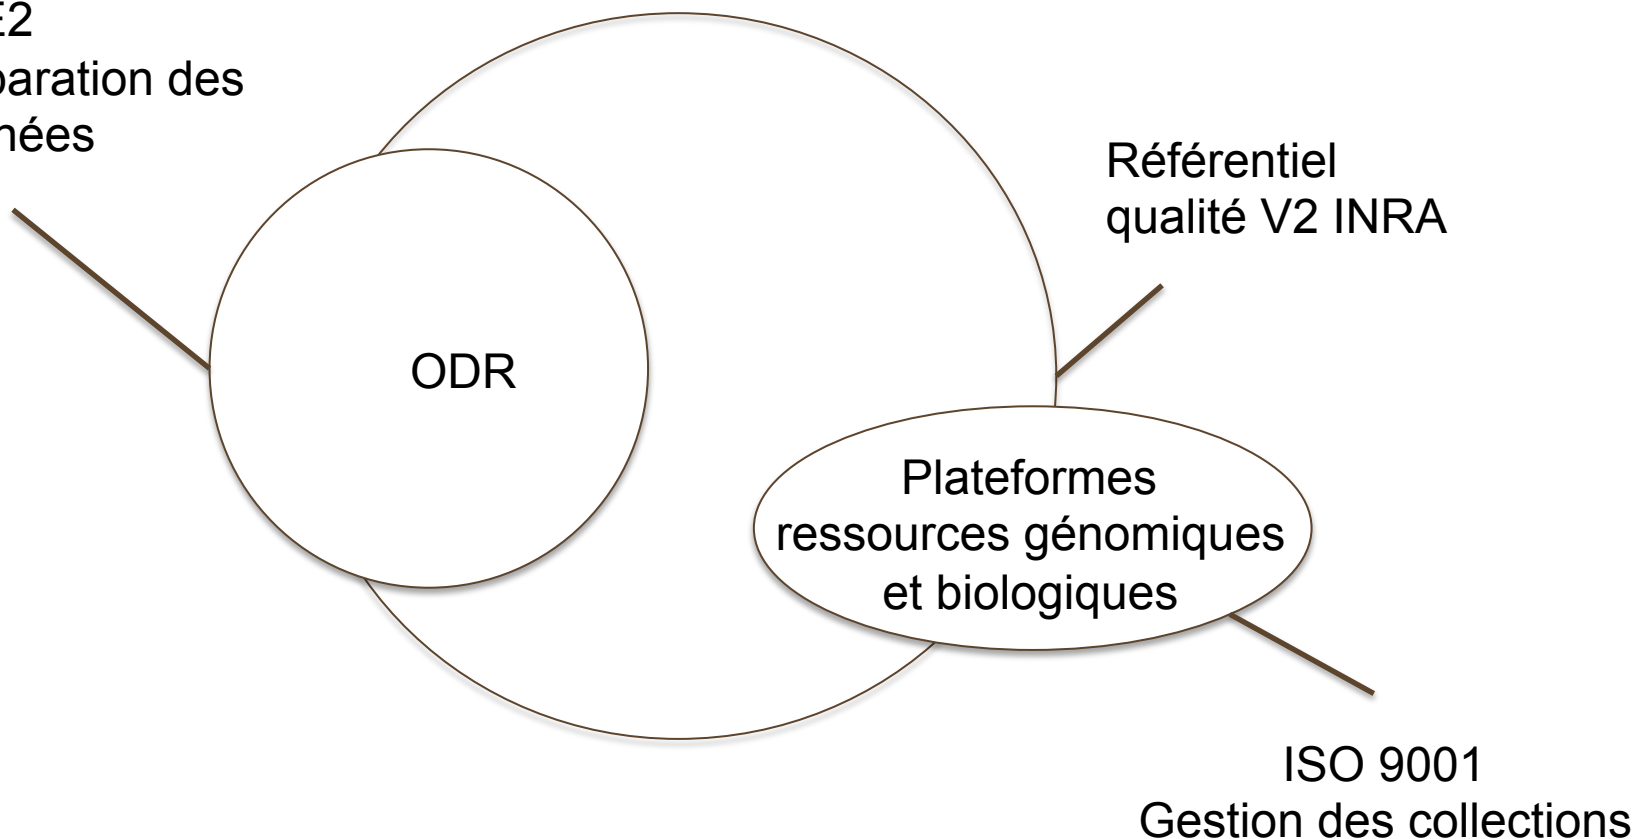 E2
paration des
nées
Référentiel
qualité V2 INRA
ODR
Plateformes
ressources génomiques
et biologiques
ISO 9001
Gestion des collections